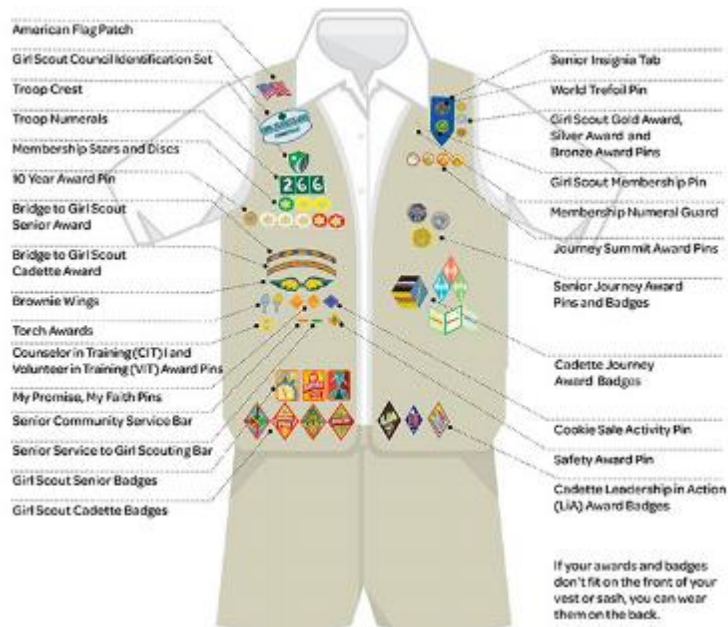 American Flag Patch
Girl Scout Council Identification Set
Troop Crest
Troop Numerals
Membership Stars and Discs
10 Year Award Pin
Bridge to Girl Scout
Senior Award
Bridge to Girl Scout
Cadette Award
Brownie Wings
Torch Awards
Counselor in Training (CIT) I and
Volunteer in Training (VIT) Award Pins
My Promise, My Faith Pins
Senior Community Service Bar
Senior Service to Girl Scouting Bar
Girl Scout Senior Badges
Girl Scout Cadette Badges
266
Senior Insignia Tab
World Trefoil Pin
Girl Scout Gold Award,
Silver Award and
Bronze Award Pins
Girl Scout Membership Pin
Membership Numeral Guard
Journey Summit Award Pins
Senior Journey Award
Pins and Badges
Cadette Journey
Award Badges
Cookie Sale Activity Pin
Safety Award Pin
Cadette Leadership in Action
(LiA) Award Badges
If your awards and badges
don't fit on the front of your
vest or sash, you can wear
them on the back.